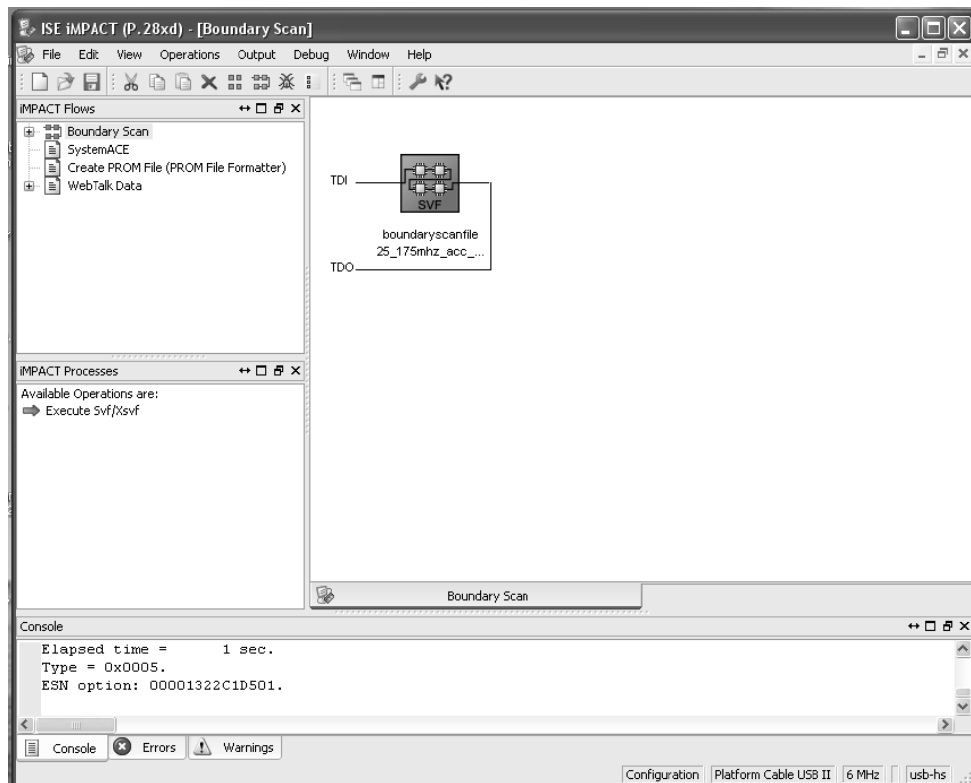 ISE iMPACT (P.28xd) - [Boundary Scan]
File Edit View Operations Output Debug Window Help
iMPACT Flows
Boundary Scan
SystemACE
Create PROM File (PROM File Formatter)
WebTalk Data
TDI
SVF
boundaryscanfile
25_175mhz_acc_...
TDO
iMPACT Processes
Available Operations are:
Execute Svf/Xsvf
Boundary Scan
Console
Elapsed time = 1 sec.
Type = 0x0005.
ESN option: 00001322C1D501.
Console Errors Warnings
Configuration Platform Cable USB II 6 MHz usb-hs